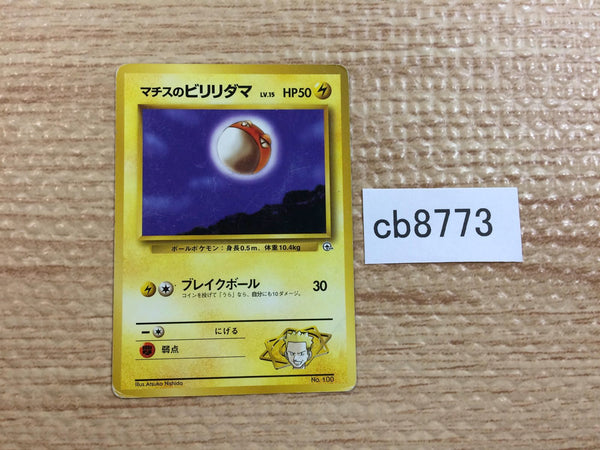 マチスのビリリダマ LV.15 HP50
ボールポケモン：身長0.5m、体重10.4kg
ブレイクボール 30
コインを投げて「うら」なら、自分にも10ダメージ。
にげる
弱点
Illus.Atsuko Nishida
No. 100
cb8773